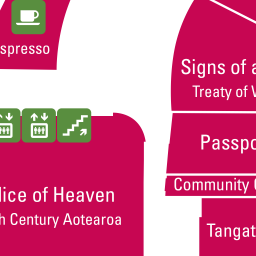 spresso
Signs of a
Treaty of W
Passpo
Community
lice of Heaven
h Century Aotearoa
Tangat